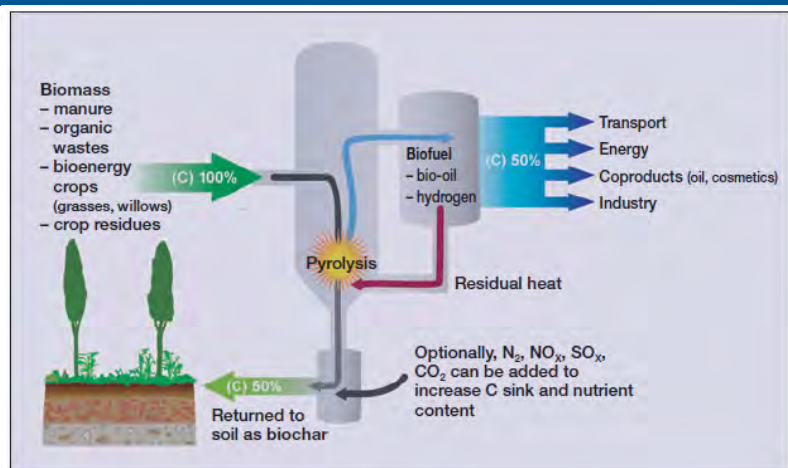 Biomass
– manure
– organic
wastes
– bioenergy
crops
(grasses, willows)
– crop residues
(C) 100%
Pyrolysis
Biofuel
– bio-oil
– hydrogen
(C) 50%
Transport
Energy
Coproducts (oil, cosmetics)
Industry
Residual heat
Optionally, N₂, NOₓ, SOₓ,
CO₂ can be added to
increase C sink and nutrient
content
(C) 50%
Returned to
soil as biochar